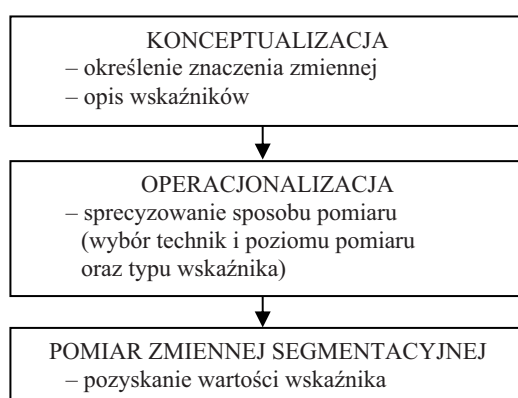 KONCEPTUALIZACJA
– określenie znaczenia zmiennej
– opis wskaźników
OPERACJONALIZACJA
– sprecyzowanie sposobu pomiaru
(wybór technik i poziomu pomiaru
oraz typu wskaźnika)
POMIAR ZMIENNEJ SEGMENTACYJNEJ
– pozyskanie wartości wskaźnika